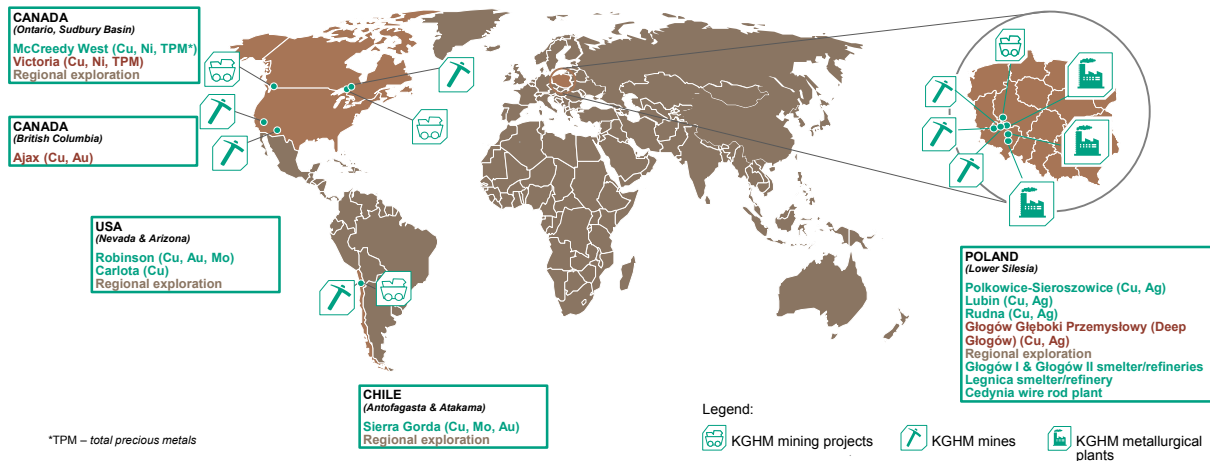 CANADA
(Ontario, Sudbury Basin)
McCreedy West (Cu, Ni, TPM*)
Victoria (Cu, Ni, TPM)
Regional exploration
CANADA
(British Columbia)
Ajax (Cu, Au)
USA
(Nevada & Arizona)
Robinson (Cu, Au, Mo)
Carlota (Cu)
Regional exploration
CHILE
(Antofagasta & Atakama)
Sierra Gorda (Cu, Mo, Au)
Regional exploration
POLAND
(Lower Silesia)
Polkowice-Sieroszowice (Cu, Ag)
Lubin (Cu, Ag)
Rudna (Cu, Ag)
Głogów Głęboki Przemysłowy (Deep
Głogów) (Cu, Ag)
Regional exploration
Głogów I & Głogów II smelter/refineries
Legnica smelter/refinery
Cedynia wire rod plant
*TPM – total precious metals
Legend:
KGHM mining projects
KGHM mines
KGHM metallurgical
plants